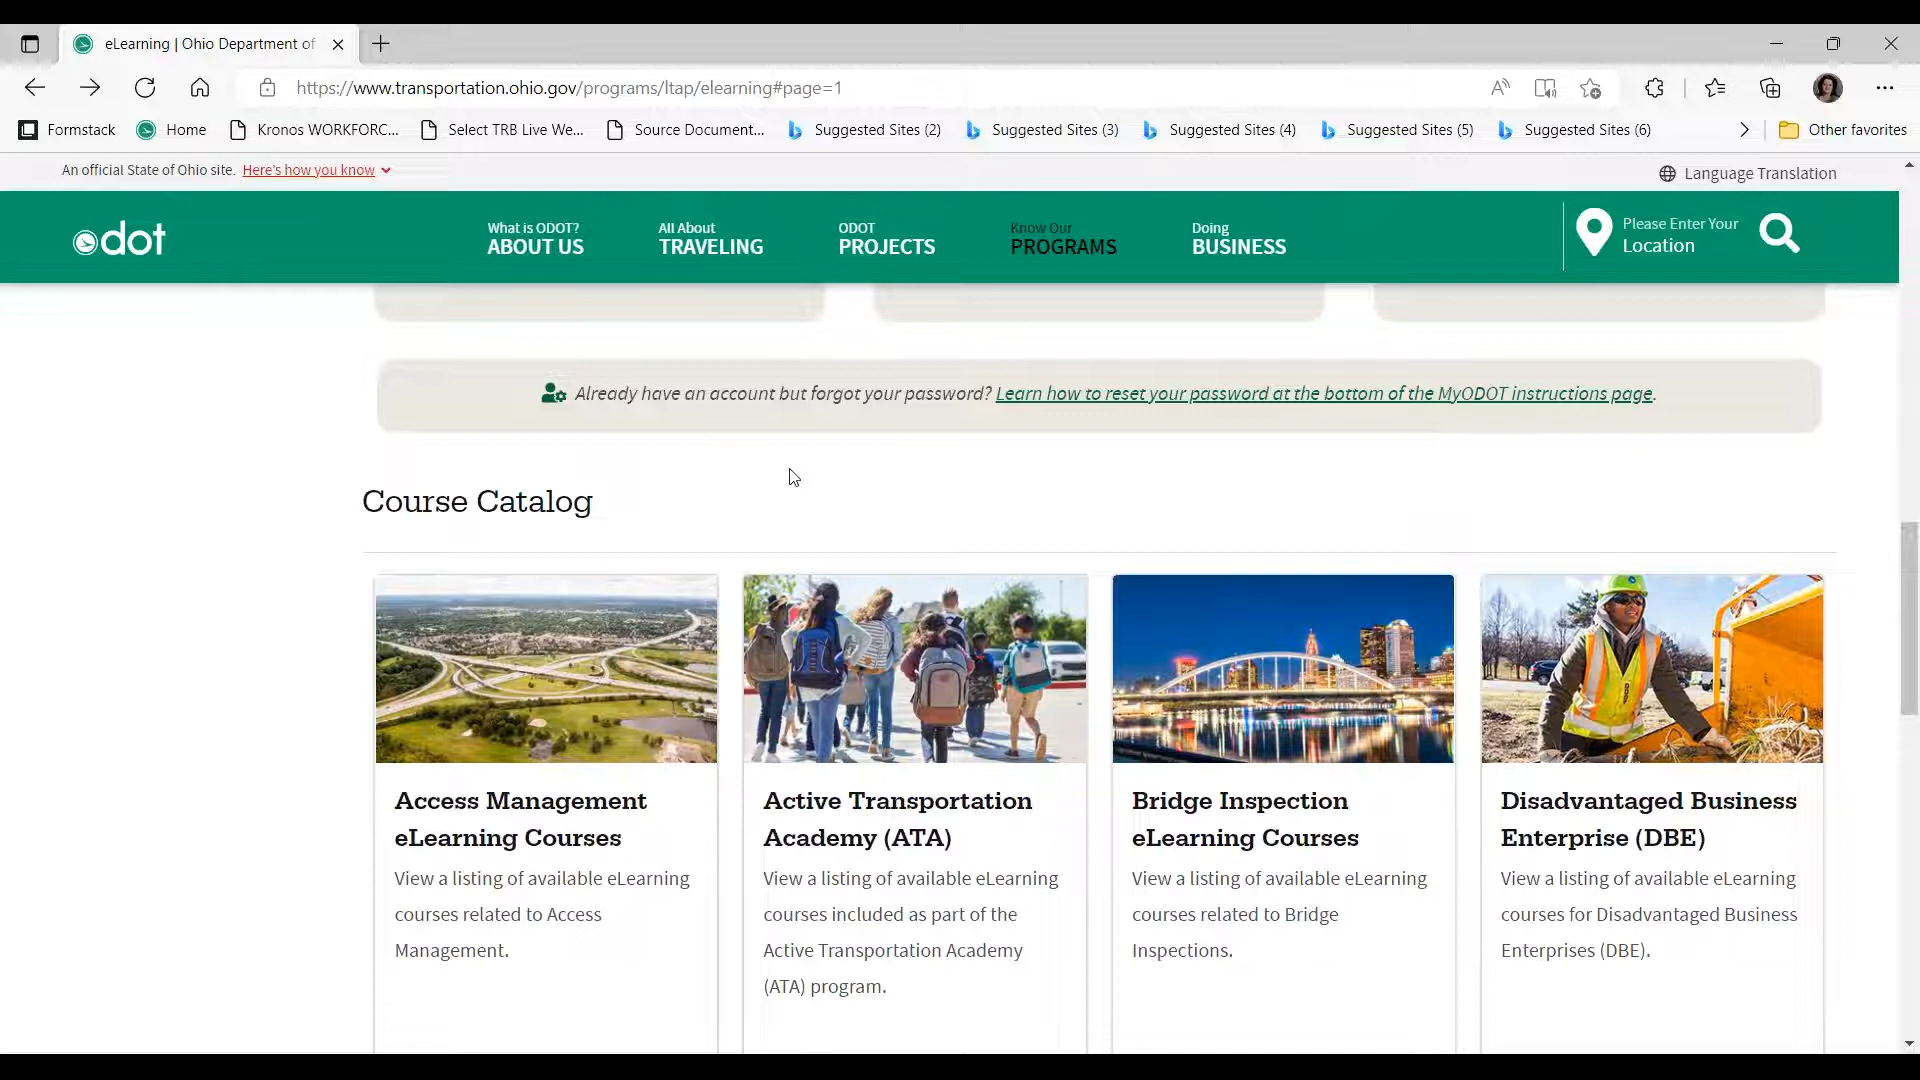 eLearning | Ohio Department of
https://www.transportation.ohio.gov/programs/ltap/elearning#page=1
Formstack Home Kronos WORKFORC... Select TRB Live We... Source Document... Suggested Sites (2) Suggested Sites (3) Suggested Sites (4) Suggested Sites (5) Suggested Sites (6) Other favorites
An official State of Ohio site. Here's how you know Language Translation
odot
What is ODOT?
ABOUT US
All About
TRAVELING
ODOT
PROJECTS
Know Our
PROGRAMS
Doing
BUSINESS
Please Enter Your
Location
Already have an account but forgot your password? Learn how to reset your password at the bottom of the MyODOT instructions page.
Course Catalog
Access Management
eLearning Courses
View a listing of available eLearning
courses related to Access
Management.
Active Transportation
Academy (ATA)
View a listing of available eLearning
courses included as part of the
Active Transportation Academy
(ATA) program.
Bridge Inspection
eLearning Courses
View a listing of available eLearning
courses related to Bridge
Inspections.
Disadvantaged Business
Enterprise (DBE)
View a listing of available eLearning
courses for Disadvantaged Business
Enterprises (DBE).